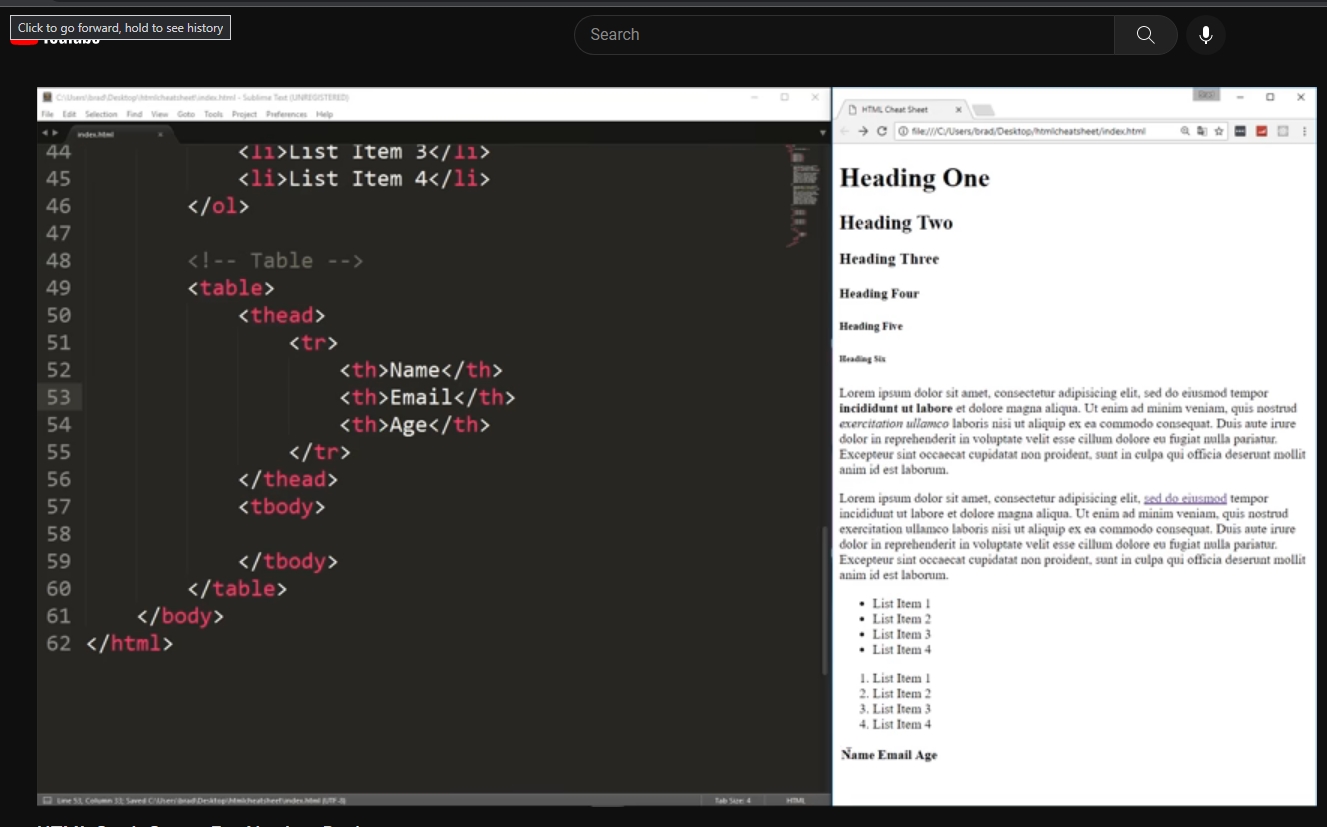 Click to go forward, hold to see history
Search
C:\Users\brad\Desktop\htmlcheatsheet\index.html - Sublime Text (UNREGISTERED)
File Edit Selection Find View Goto Tools Project Preferences Help
index.html
44 <li>List Item 3</li>
45 <li>List Item 4</li>
46 </ol>
47
48 <!-- Table -->
49 <table>
50 <thead>
51 <tr>
52 <th>Name</th>
53 <th>Email</th>
54 <th>Age</th>
55 </tr>
56 </thead>
57 <tbody>
58
59 </tbody>
60 </table>
61 </body>
62 </html>
Line 53, Column 33; Saved C:\Users\brad\Desktop\htmlcheatsheet\index.html (UTF-8)
Tab Size: 4 HTML
HTML Cheat Sheet
file:///C:/Users/brad/Desktop/htmlcheatsheet/index.html
Heading One
Heading Two
Heading Three
Heading Four
Heading Five
Heading Six
Lorem ipsum dolor sit amet, consectetur adipisicing elit, sed do eiusmod tempor
incididunt ut labore et dolore magna aliqua. Ut enim ad minim veniam, quis nostrud
exercitation ullamco laboris nisi ut aliquip ex ea commodo consequat. Duis aute irure
dolor in reprehenderit in voluptate velit esse cillum dolore eu fugiat nulla pariatur.
Excepteur sint occaecat cupidatat non proident, sunt in culpa qui officia deserunt mollit
anim id est laborum.
Lorem ipsum dolor sit amet, consectetur adipisicing elit, sed do eiusmod tempor
incididunt ut labore et dolore magna aliqua. Ut enim ad minim veniam, quis nostrud
exercitation ullamco laboris nisi ut aliquip ex ea commodo consequat. Duis aute irure
dolor in reprehenderit in voluptate velit esse cillum dolore eu fugiat nulla pariatur.
Excepteur sint occaecat cupidatat non proident, sunt in culpa qui officia deserunt mollit
anim id est laborum.
• List Item 1
• List Item 2
• List Item 3
• List Item 4
1. List Item 1
2. List Item 2
3. List Item 3
4. List Item 4
Name Email Age